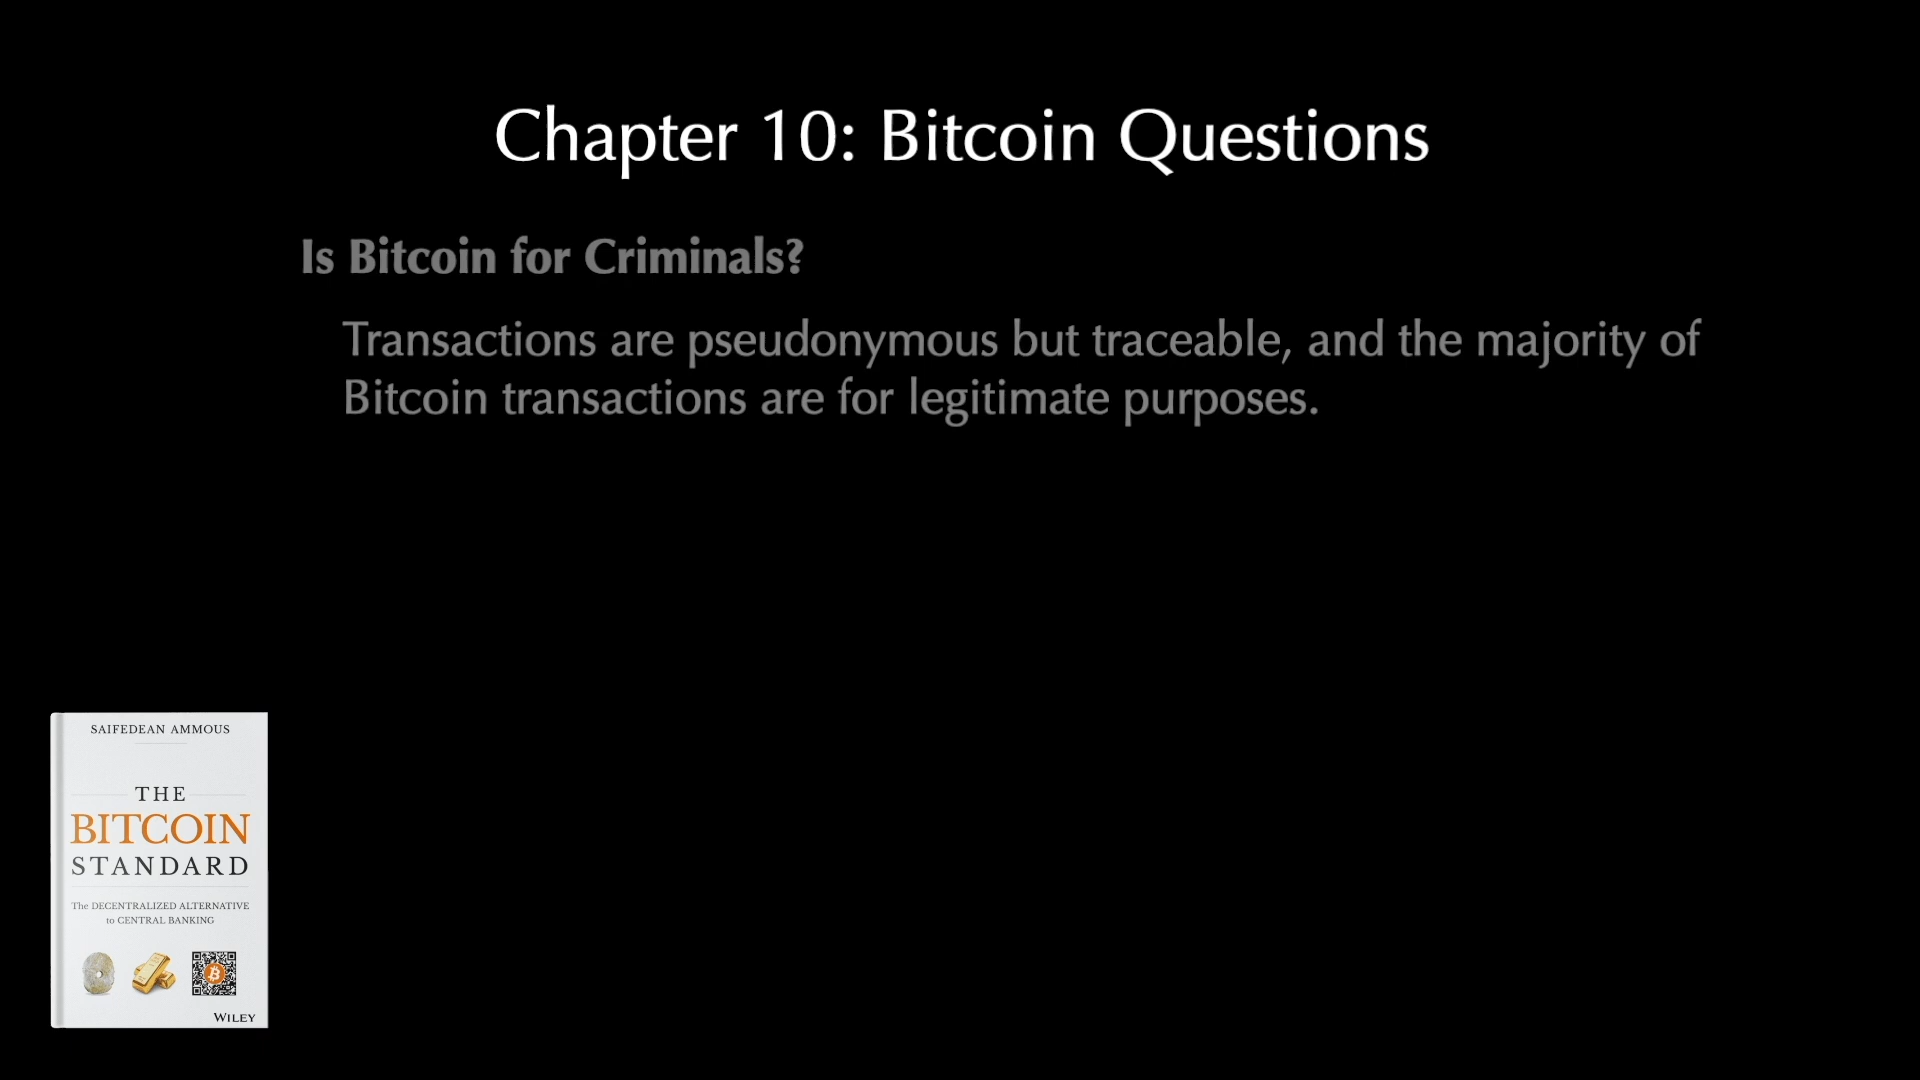 Chapter 10: Bitcoin Questions
Is Bitcoin for Criminals?
Transactions are pseudonymous but traceable, and the majority of
Bitcoin transactions are for legitimate purposes.
SAIFEDEAN AMMOUS
THE
BITCOIN
STANDARD
The DECENTRALIZED ALTERNATIVE
to CENTRAL BANKING
WILEY